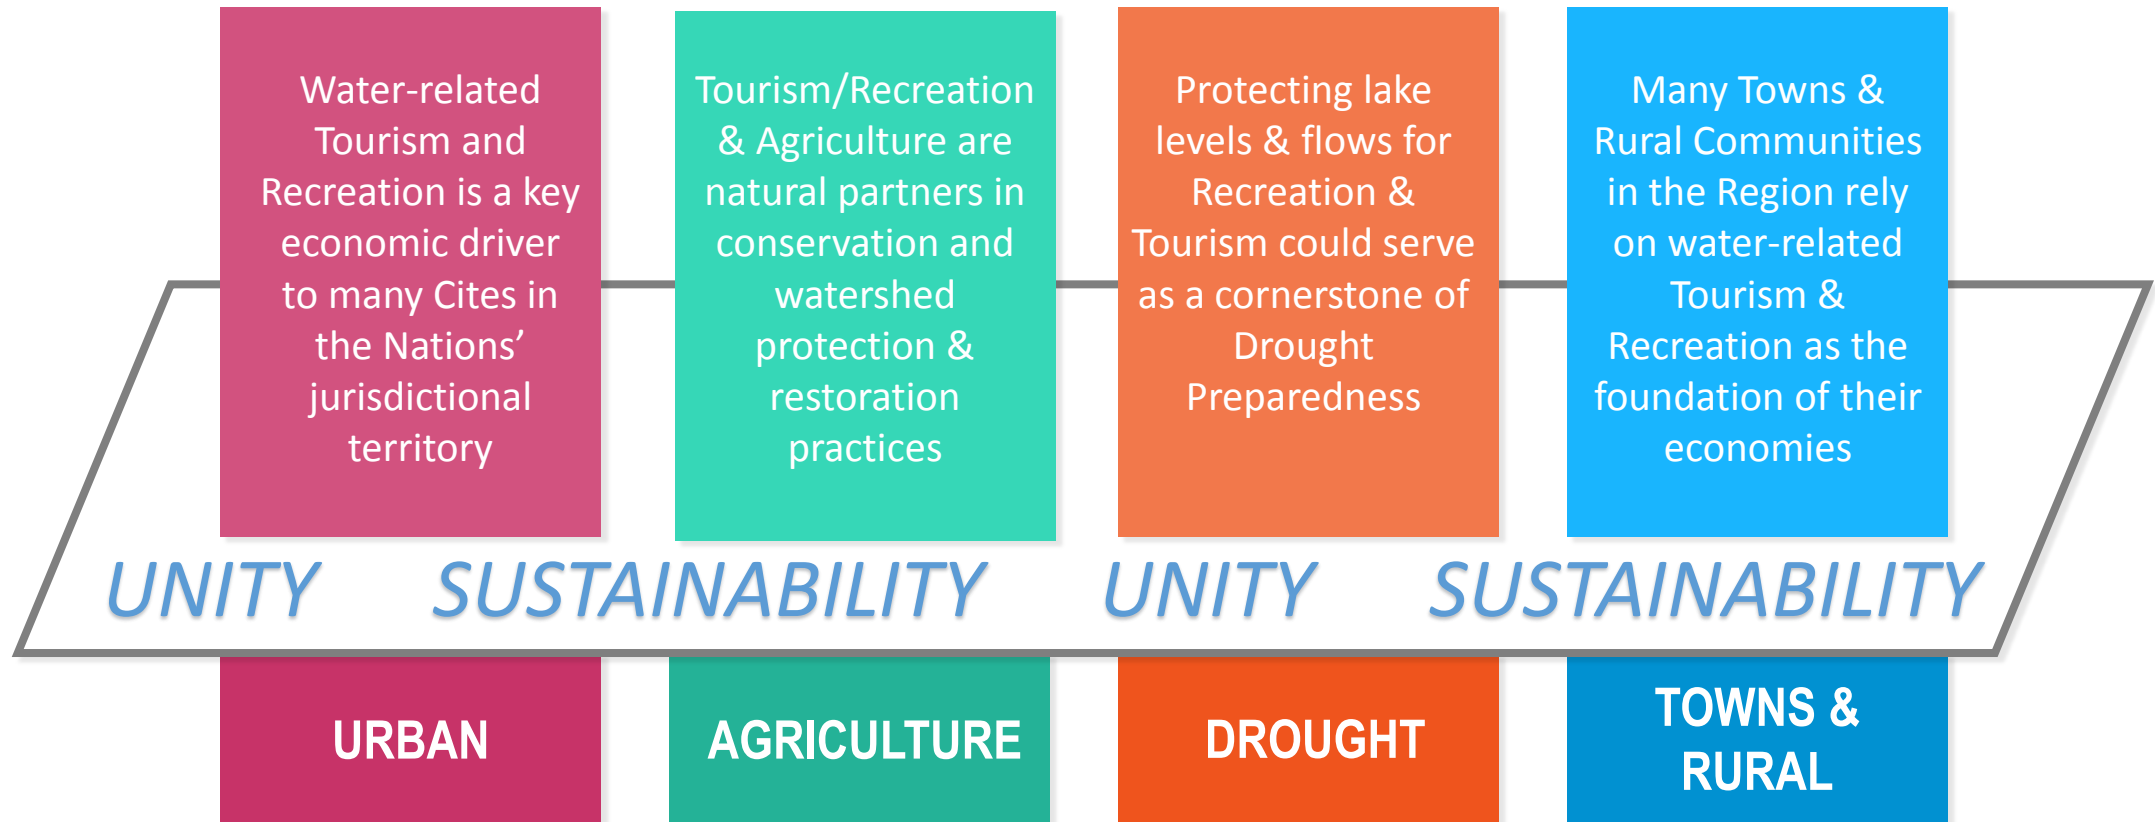 Water-related
Tourism and
Recreation is a key
economic driver
to many Cites in
the Nations’
jurisdictional
territory
Tourism/Recreation
& Agriculture are
natural partners in
conservation and
watershed
protection &
restoration
practices
Protecting lake
levels & flows for
Recreation &
Tourism could serve
as a cornerstone of
Drought
Preparedness
Many Towns &
Rural Communities
in the Region rely
on water-related
Tourism &
Recreation as the
foundation of their
economies
UNITY SUSTAINABILITY UNITY SUSTAINABILITY
URBAN
AGRICULTURE
DROUGHT
TOWNS &
RURAL